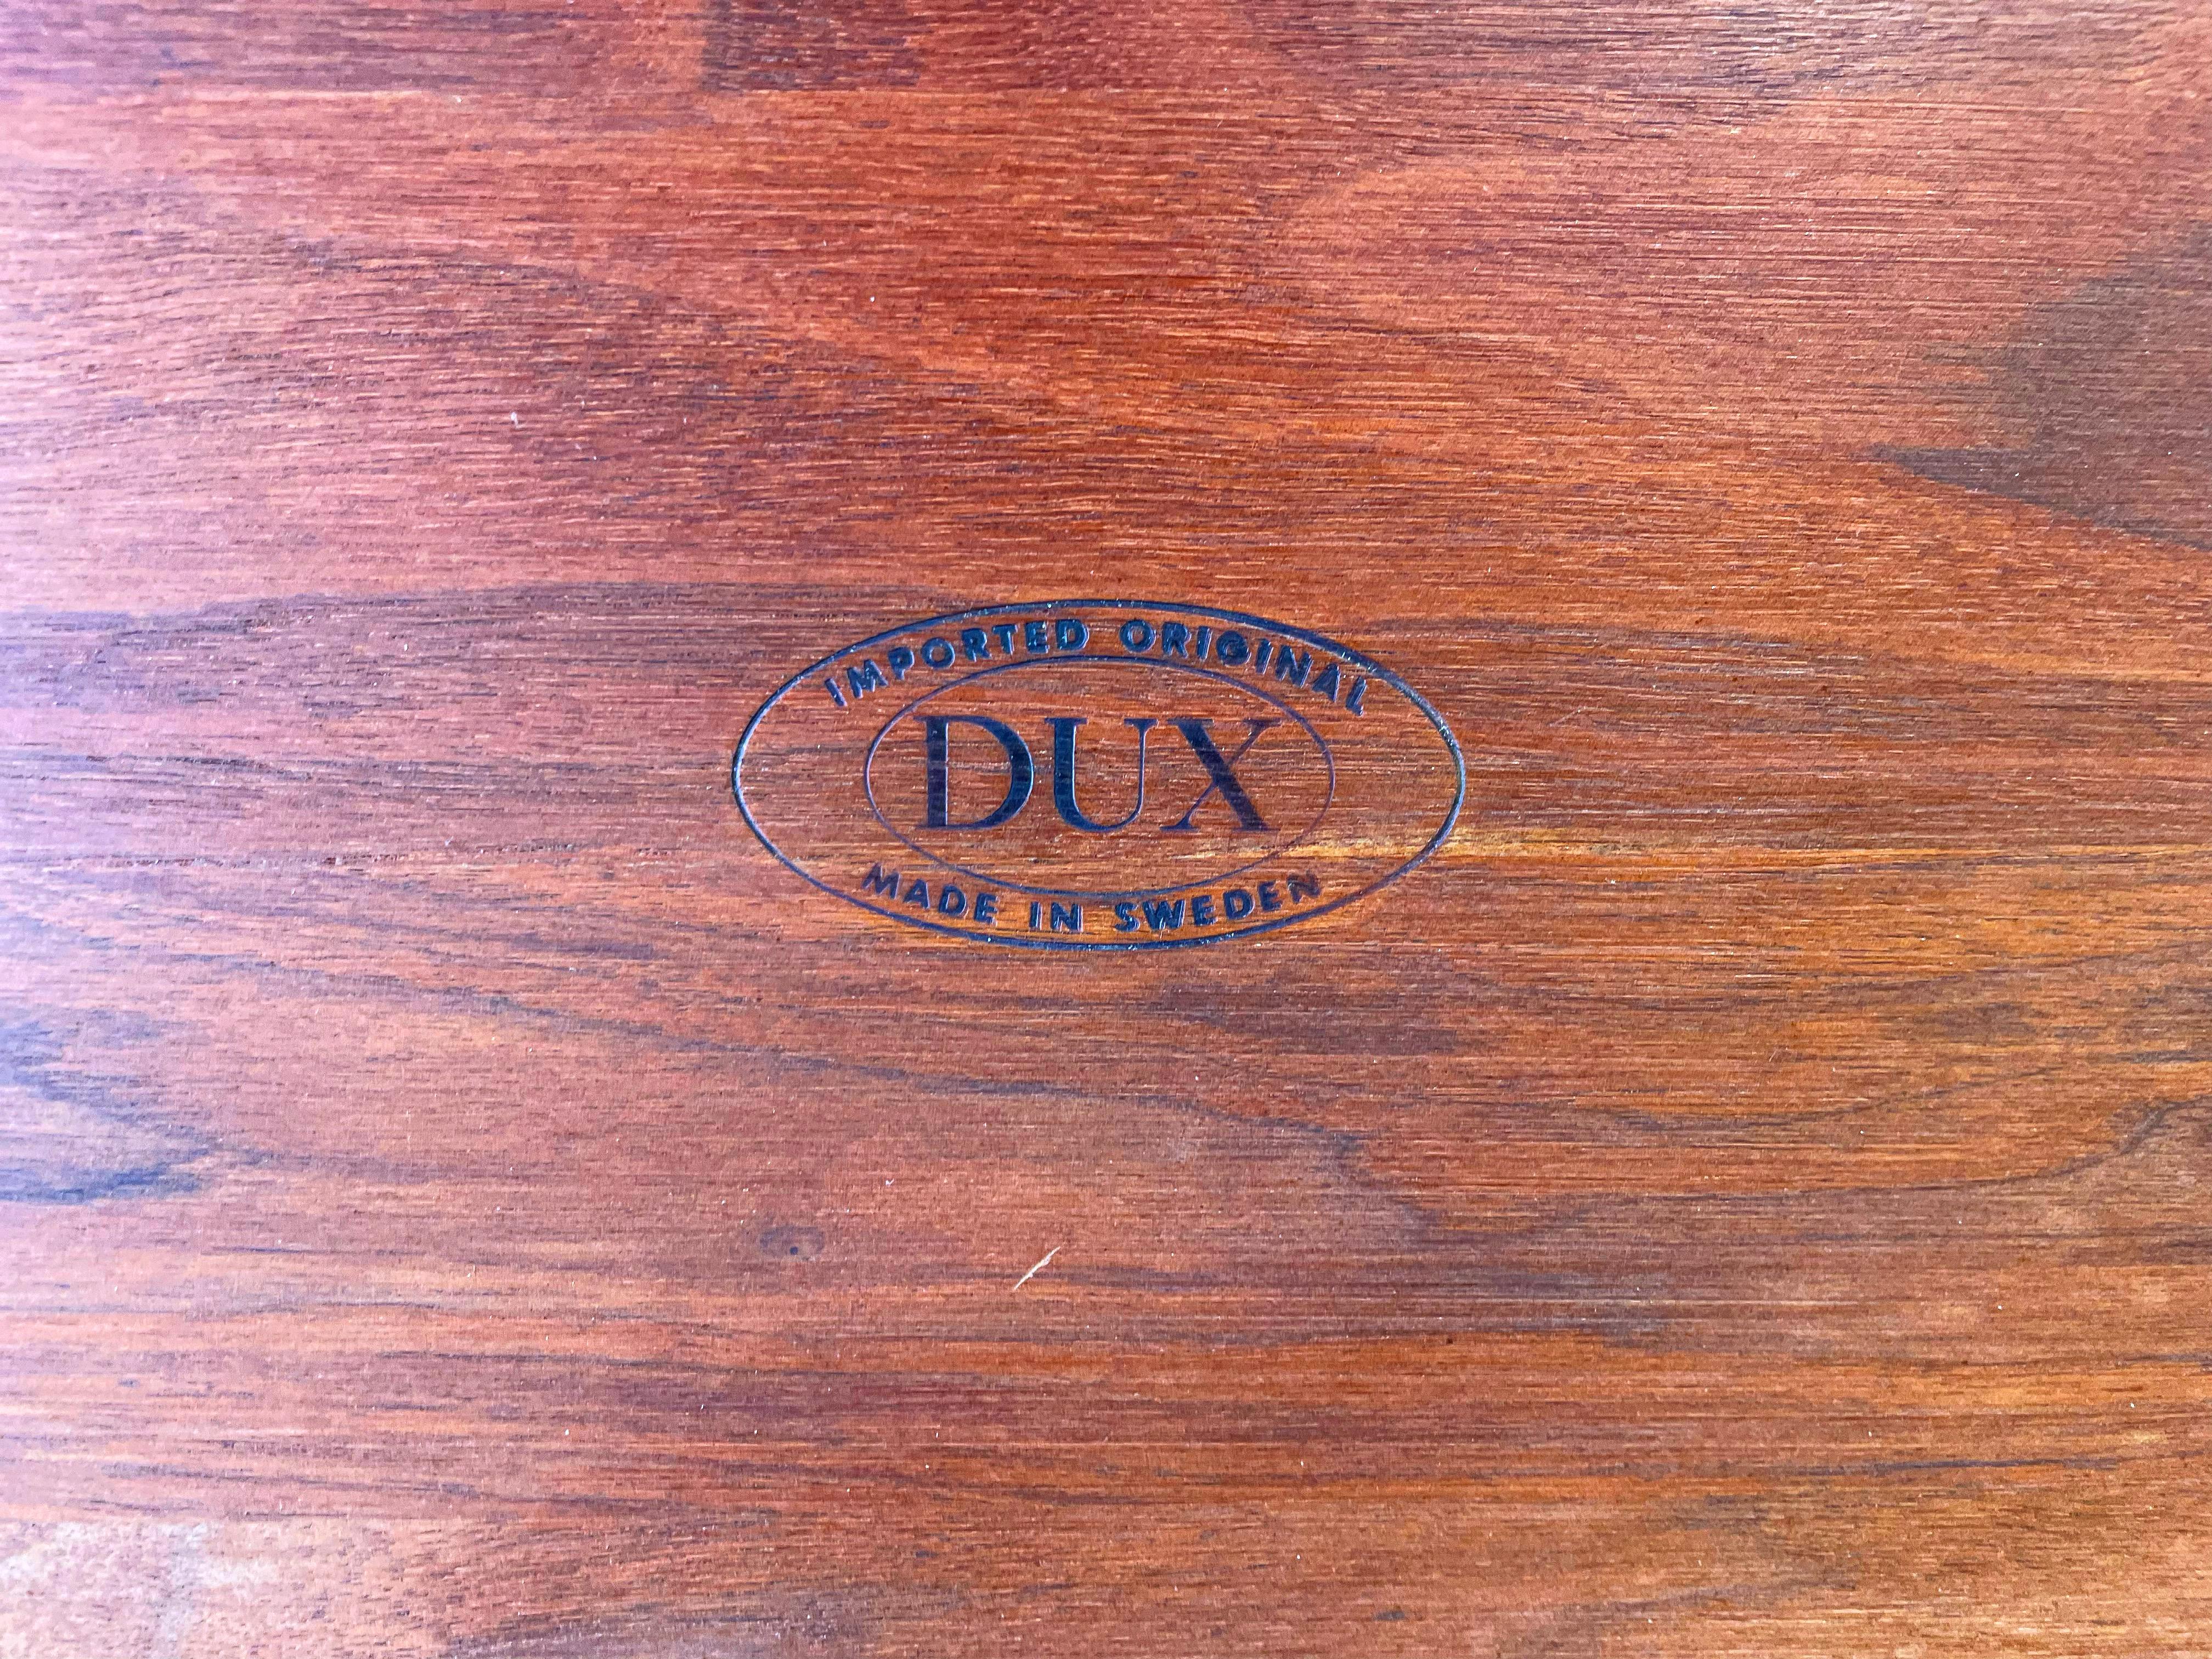 IMPORTED ORIGINAL
DUX
MADE IN SWEDEN